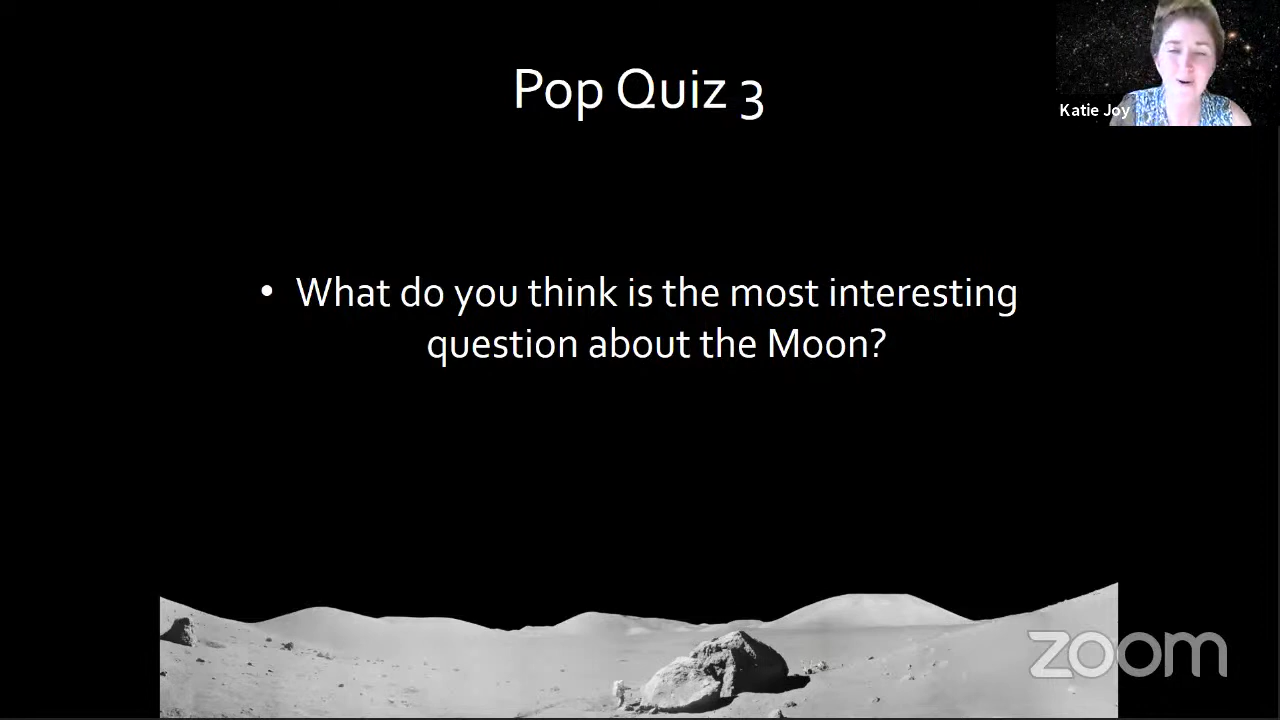 Pop Quiz 3
Katie Joy
• What do you think is the most interesting
question about the Moon?
zoom